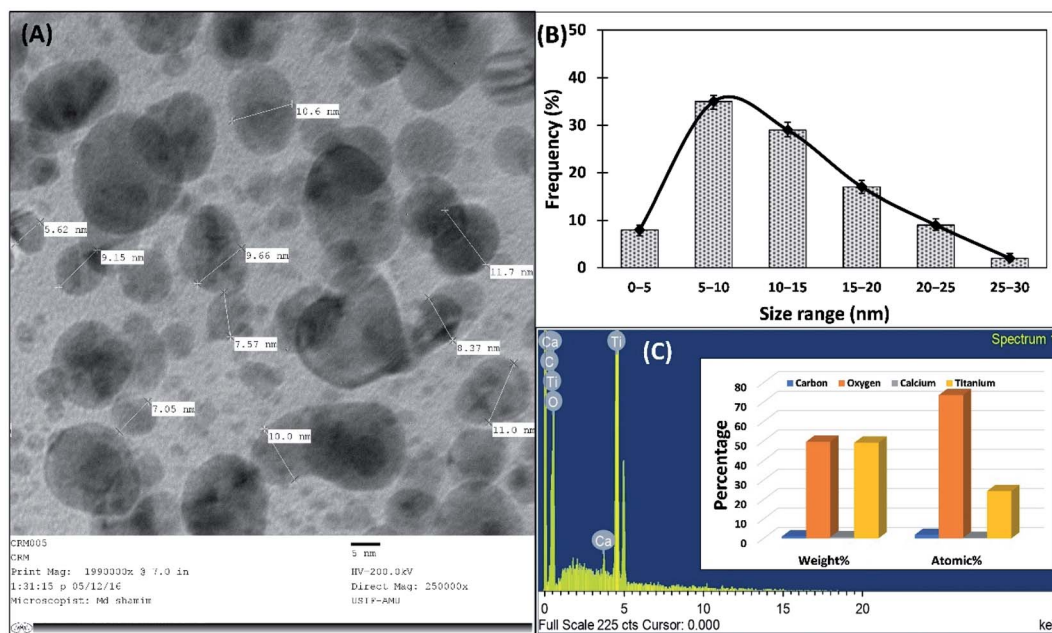 (A)
10.6 nm
5.62 nm
9.15 nm
9.66 nm
11.7 nm
7.57 nm
8.37 nm
7.05 nm
10.0 nm
11.0 nm
CRM005
CRM
Print Mag: 1990000x @ 7.0 in
1:31:15 p 05/12/16
Microscopist: Md shamim
5 nm
HV=200.0kV
Direct Mag: 250000x
USIF-AMU
(B)
Frequency (%)
50
40
30
20
10
0
0–5 5–10 10–15 15–20 20–25 25–30
Size range (nm)
(C)
Spectrum
Ca
C
Ti
O
Ti
Ca
Carbon Oxygen Calcium Titanium
Percentage
80
70
60
50
40
30
20
10
0
Weight% Atomic%
0 5 10 15 20
Full Scale 225 cts Cursor: 0.000 ke